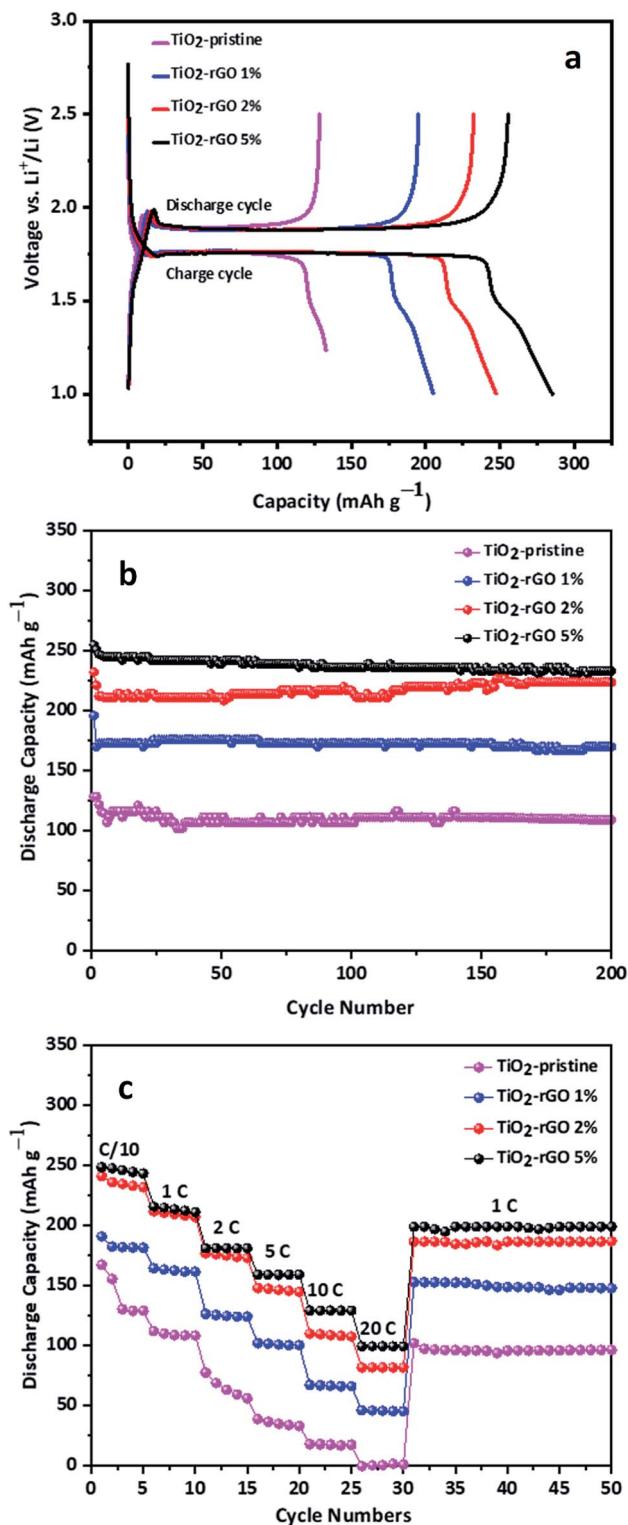 TiO2-pristine
a
TiO2-rGO 1%
TiO2-rGO 2%
TiO2-rGO 5%
Discharge cycle
Charge cycle
Voltage vs. Li⁺/Li (V)
3.0
2.5
2.0
1.5
1.0
0 50 100 150 200 250 300
Capacity (mAh g⁻¹)
b
TiO2-pristine
TiO2-rGO 1%
TiO2-rGO 2%
TiO2-rGO 5%
Discharge Capacity (mAh g⁻¹)
350
300
250
200
150
100
50
0
0 50 100 150 200
Cycle Number
c
TiO2-pristine
TiO2-rGO 1%
TiO2-rGO 2%
TiO2-rGO 5%
C/10
1 C
2 C
5 C
10 C
20 C
1 C
Discharge Capacity (mAh g⁻¹)
350
300
250
200
150
100
50
0
0 5 10 15 20 25 30 35 40 45 50
Cycle Numbers